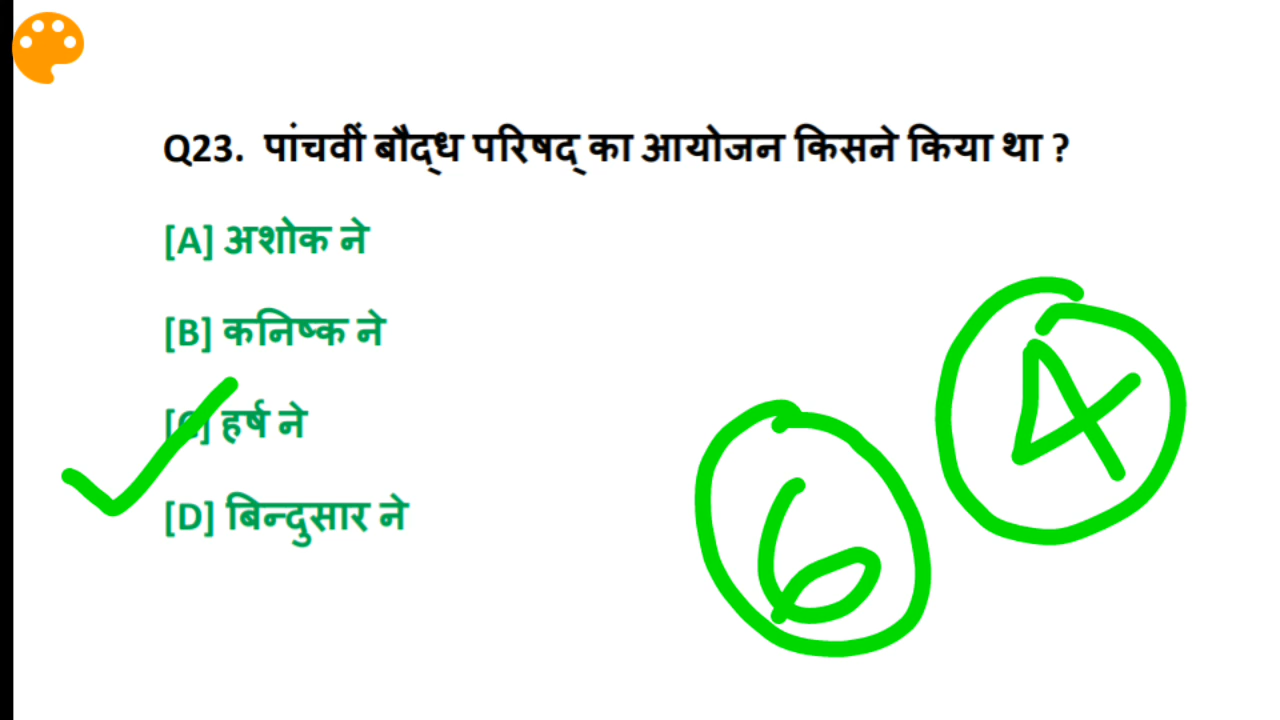 Q23. पांचवीं बौद्ध परिषद् का आयोजन किसने किया था ?
[A] अशोक ने
[B] कनिष्क ने
[C] हर्ष ने
[D] बिन्दुसार ने
4
6